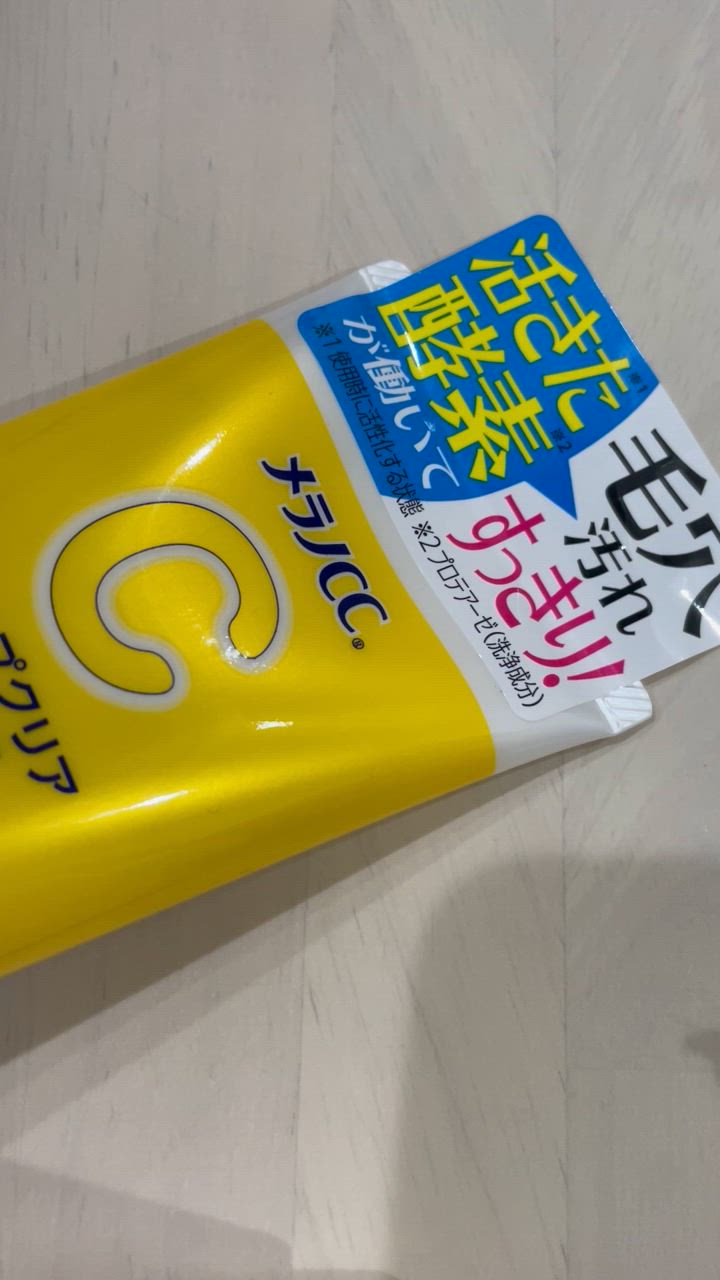 活きた※1
酵素※2
が働いて
※1 使用時に活性化する状態 ※2 プロテアーゼ(洗浄成分)
毛穴
汚れ
すっきり!
メラノCC®
C
プクリア